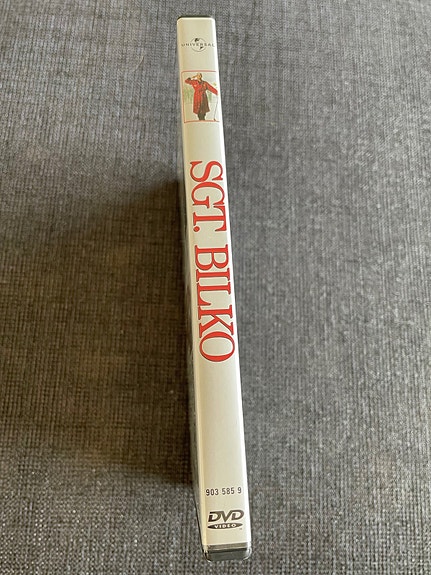 UNIVERSAL
SGT. BILKO
903 585 9
DVD
VIDEO